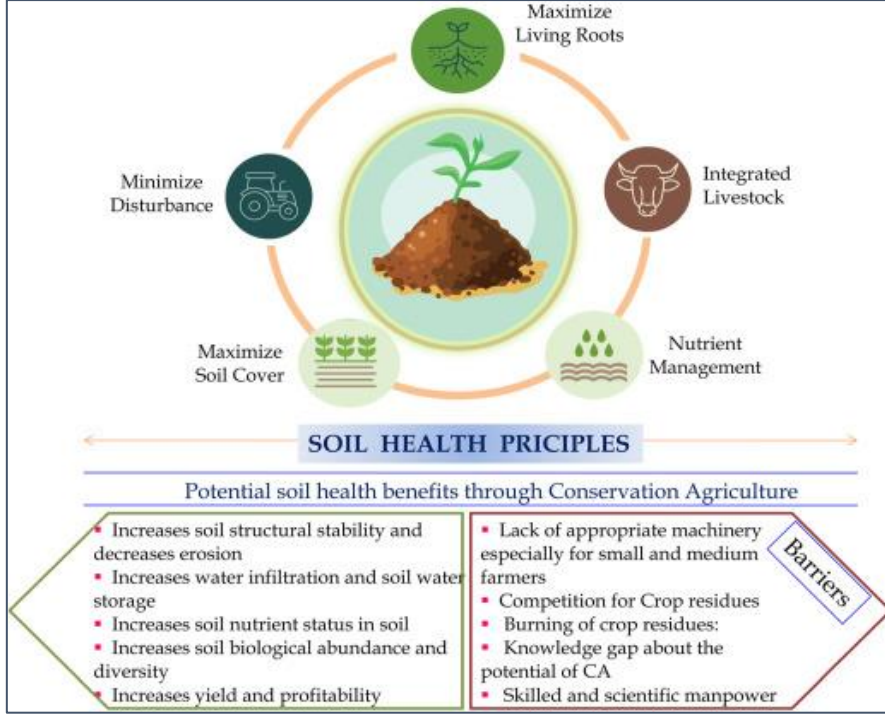 Maximize
Living Roots
Minimize
Disturbance
Integrated
Livestock
Maximize
Soil Cover
Nutrient
Management
SOIL HEALTH PRICIPLES
Potential soil health benefits through Conservation Agriculture
▪ Increases soil structural stability and
decreases erosion
▪ Increases water infiltration and soil water
storage
▪ Increases soil nutrient status in soil
▪ Increases soil biological abundance and
diversity
▪ Increases yield and profitability
▪ Lack of appropriate machinery
especially for small and medium
farmers
▪ Competition for Crop residues
▪ Burning of crop residues:
▪ Knowledge gap about the
potential of CA
▪ Skilled and scientific manpower
Barriers